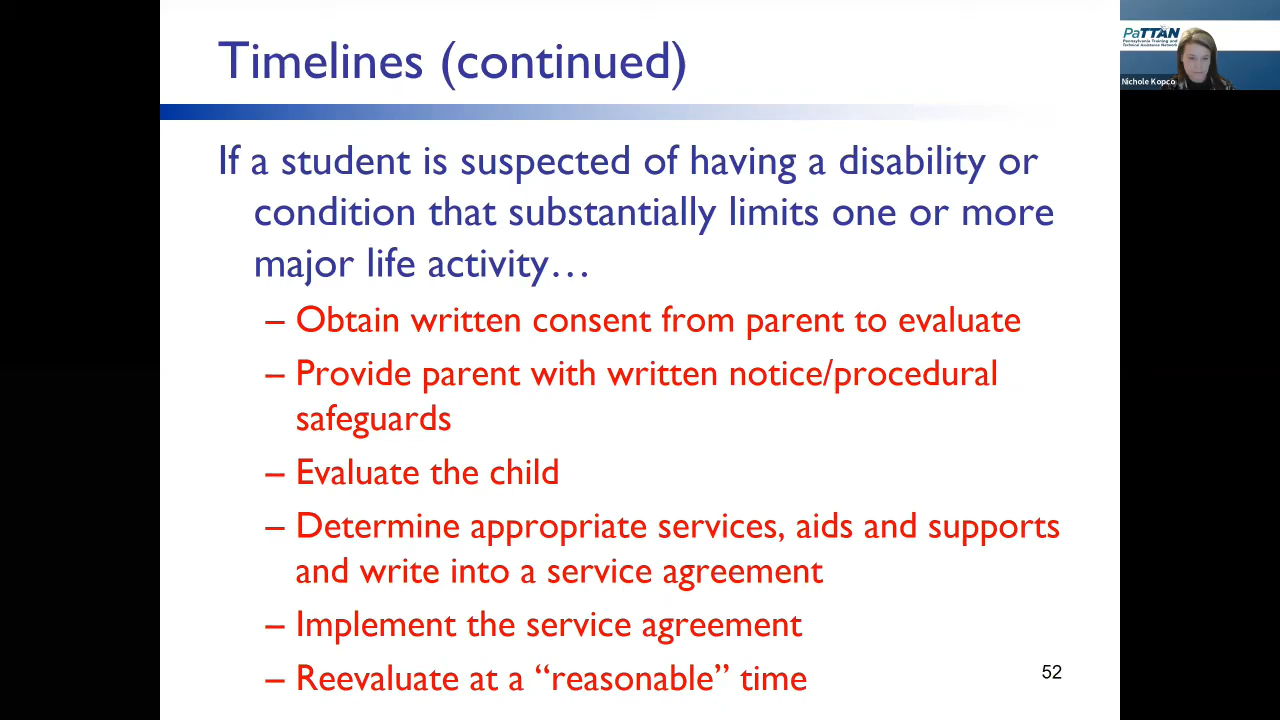 Timelines (continued)
If a student is suspected of having a disability or
condition that substantially limits one or more
major life activity…
– Obtain written consent from parent to evaluate
– Provide parent with written notice/procedural
safeguards
– Evaluate the child
– Determine appropriate services, aids and supports
and write into a service agreement
– Implement the service agreement
– Reevaluate at a “reasonable” time
52
PaTTAN
Pennsylvania Training and
Technical Assistance Network
Nichole Kopco